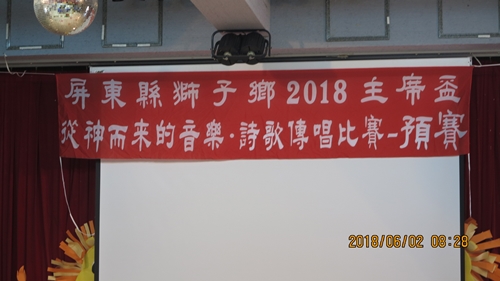 屏東縣獅子鄉2018主席盃
從神而来的音樂·詩歌傳唱比賽-預賽
2018/06/02 08:28